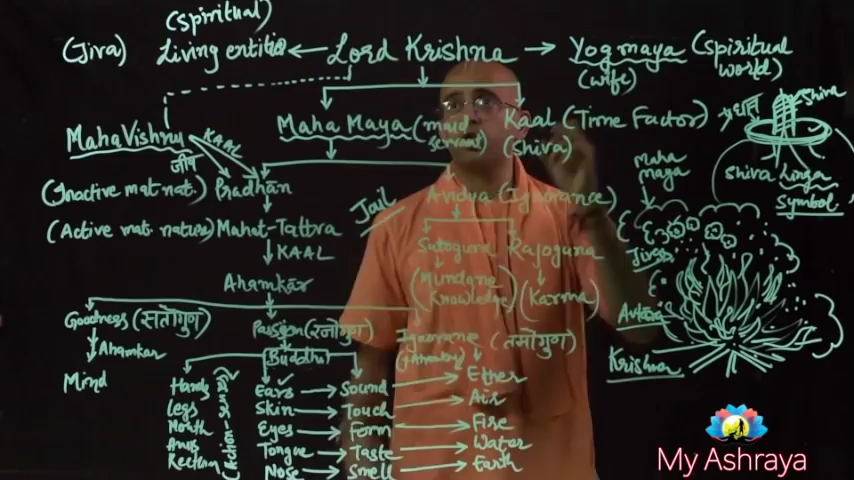 (spiritual)
(Jiva) Living entities ← Lord Krishna → Yogmaya (spiritual world)
(wife)
MahaVishnu
KAAL
जीव
Maha Maya (maid servant)
Kaal (Time Factor)
(Shiva)
Shiva
Shiva Linga
Symbol
Maha maya
(Inactive mat. nat.) Pradhan
Avidya (Ignorance)
Jail
(Active mat. nature) Mahat-Tattva
KAAL
Satoguna Rajoguna
(Mundane Knowledge) (Karma)
Jivas
Ahamkar
Krishna
Goodness (सतोगुण)
Passion (रजोगुण)
Ignorance (तमोगुण)
Ahamkar
(Ahamkar)
Mind
Buddhi
Hands
Legs
Mouth
Anus
Rectum
(Action-senses)
Ears → Sound → Ether
Skin → Touch → Air
Eyes → Form → Fire
Tongue → Taste → Water
Nose → Smell → Earth
My Ashraya